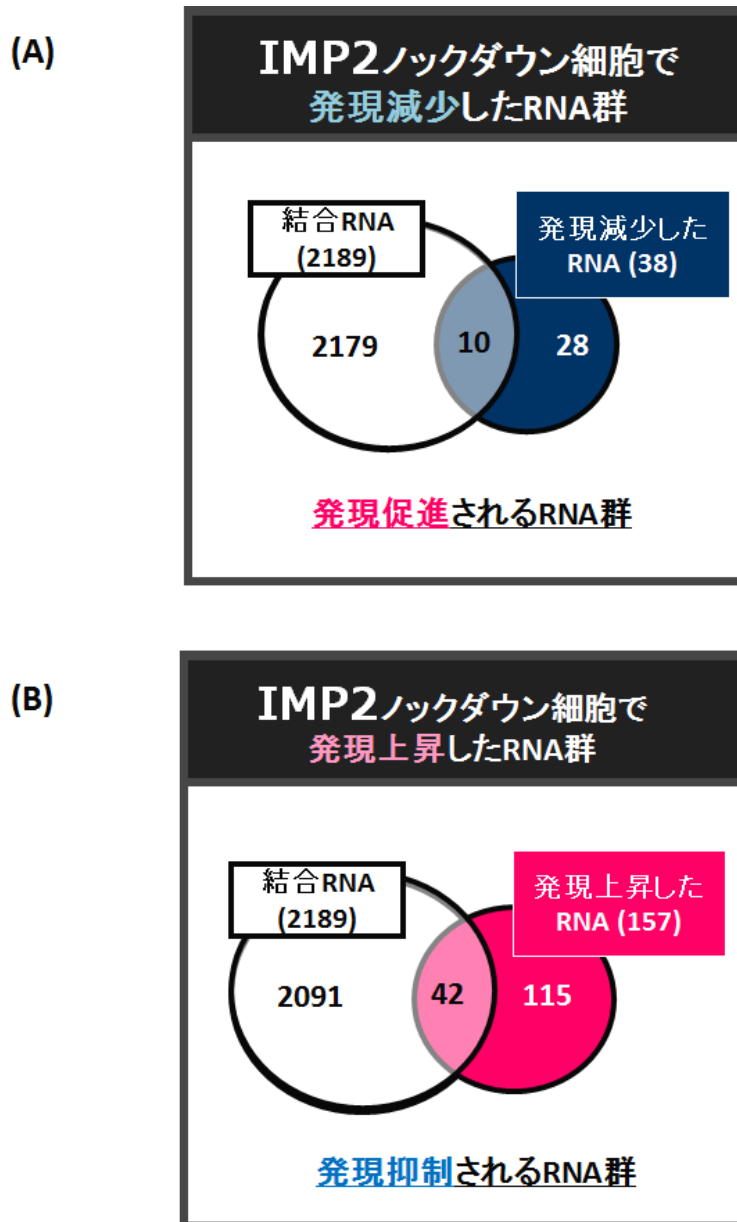 (A)
IMP2ノックダウン細胞で
発現減少したRNA群
結合RNA
(2189)
発現減少した
RNA (38)
2179
10
28
発現促進されるRNA群
(B)
IMP2ノックダウン細胞で
発現上昇したRNA群
結合RNA
(2189)
発現上昇した
RNA (157)
2091
42
115
発現抑制されるRNA群